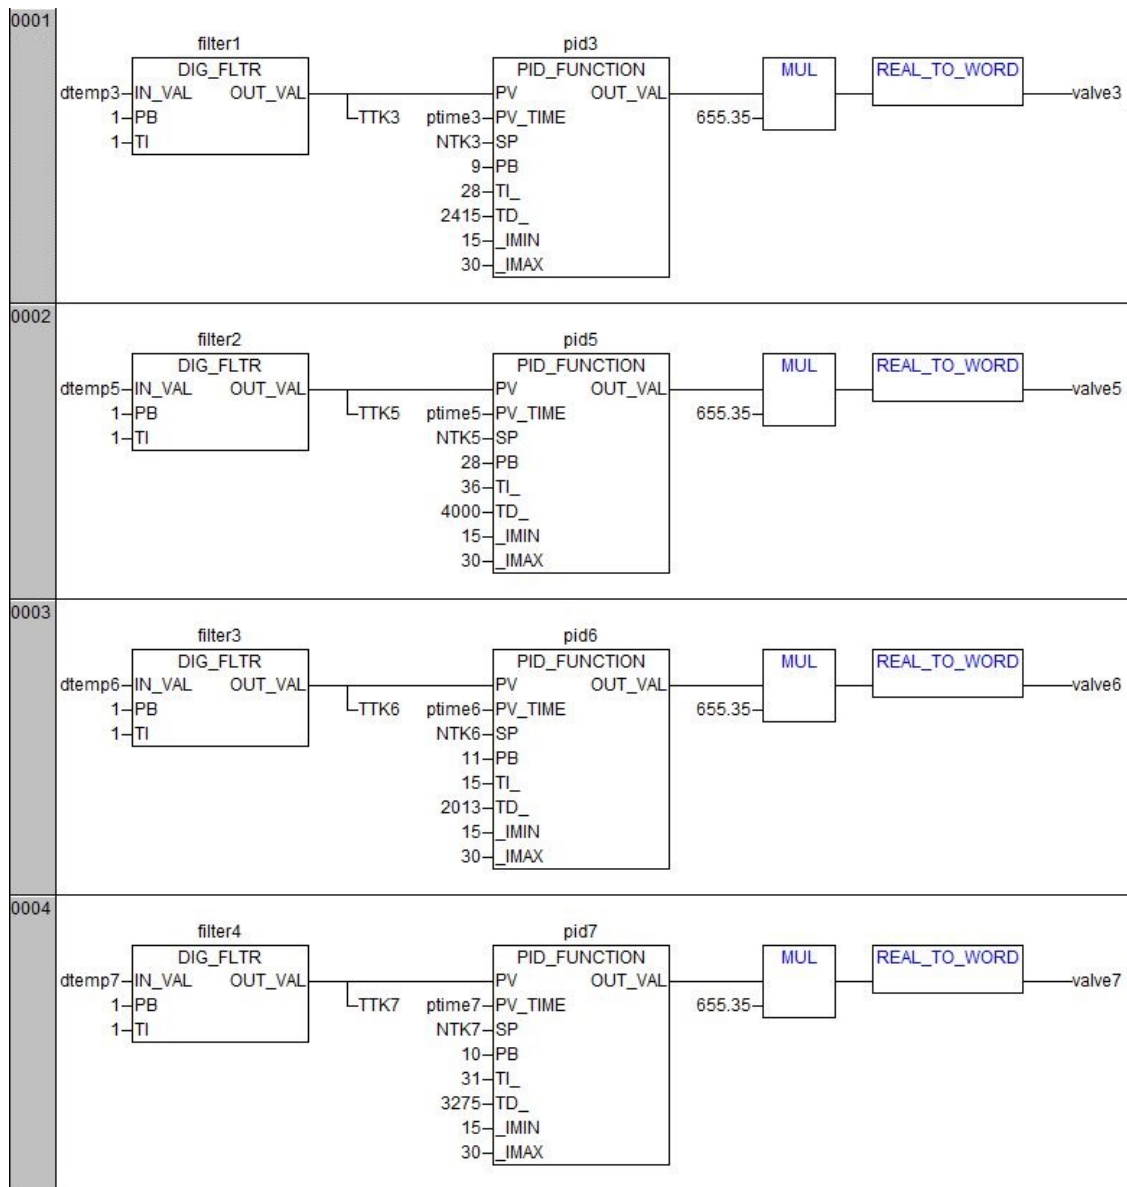 0001
filter1 pid3
DIG_FLTR PID_FUNCTION MUL REAL_TO_WORD
dtemp3 IN_VAL OUT_VAL PV OUT_VAL valve3
1 PB TTK3 ptime3 PV_TIME 655.35
1 TI NTK3 SP
9 PB
28 TI_
2415 TD_
15 _IMIN
30 _IMAX
0002
filter2 pid5
DIG_FLTR PID_FUNCTION MUL REAL_TO_WORD
dtemp5 IN_VAL OUT_VAL PV OUT_VAL valve5
1 PB TTK5 ptime5 PV_TIME 655.35
1 TI NTK5 SP
28 PB
36 TI_
4000 TD_
15 _IMIN
30 _IMAX
0003
filter3 pid6
DIG_FLTR PID_FUNCTION MUL REAL_TO_WORD
dtemp6 IN_VAL OUT_VAL PV OUT_VAL valve6
1 PB TTK6 ptime6 PV_TIME 655.35
1 TI NTK6 SP
11 PB
15 TI_
2013 TD_
15 _IMIN
30 _IMAX
0004
filter4 pid7
DIG_FLTR PID_FUNCTION MUL REAL_TO_WORD
dtemp7 IN_VAL OUT_VAL PV OUT_VAL valve7
1 PB TTK7 ptime7 PV_TIME 655.35
1 TI NTK7 SP
10 PB
31 TI_
3275 TD_
15 _IMIN
30 _IMAX